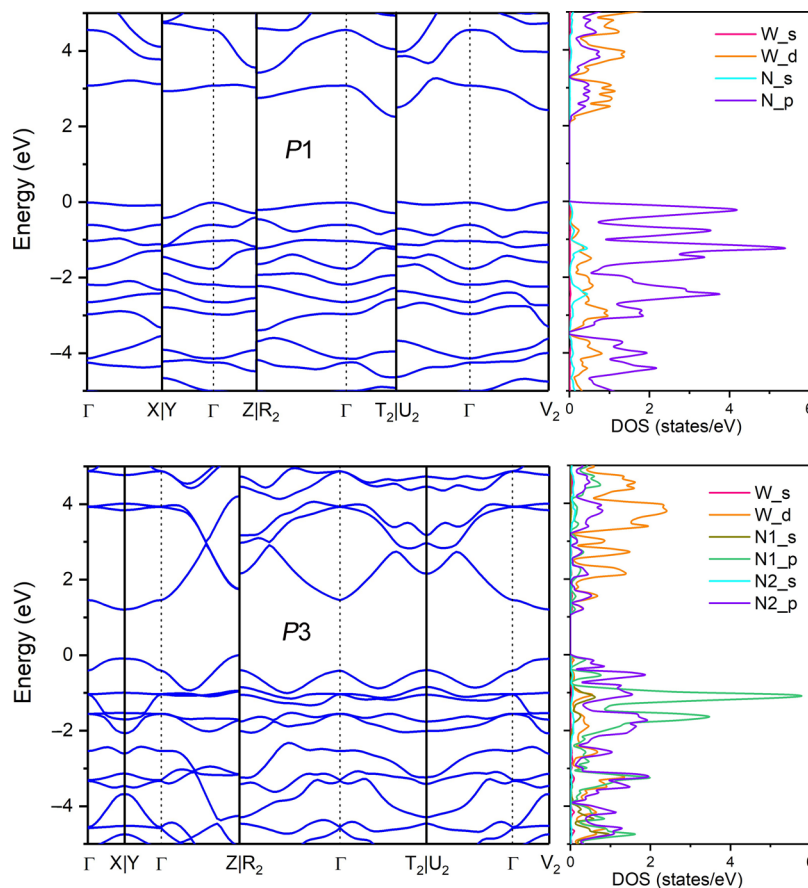 4
2
0
−2
−4
Energy (eV)
P1
Γ X|Y Γ Z|R₂ Γ T₂|U₂ Γ V₂
W_s
W_d
N_s
N_p
0 2 4 6
DOS (states/eV)
4
2
0
−2
−4
Energy (eV)
P3
Γ X|Y Γ Z|R₂ Γ T₂|U₂ Γ V₂
W_s
W_d
N1_s
N1_p
N2_s
N2_p
0 2 4 6
DOS (states/eV)